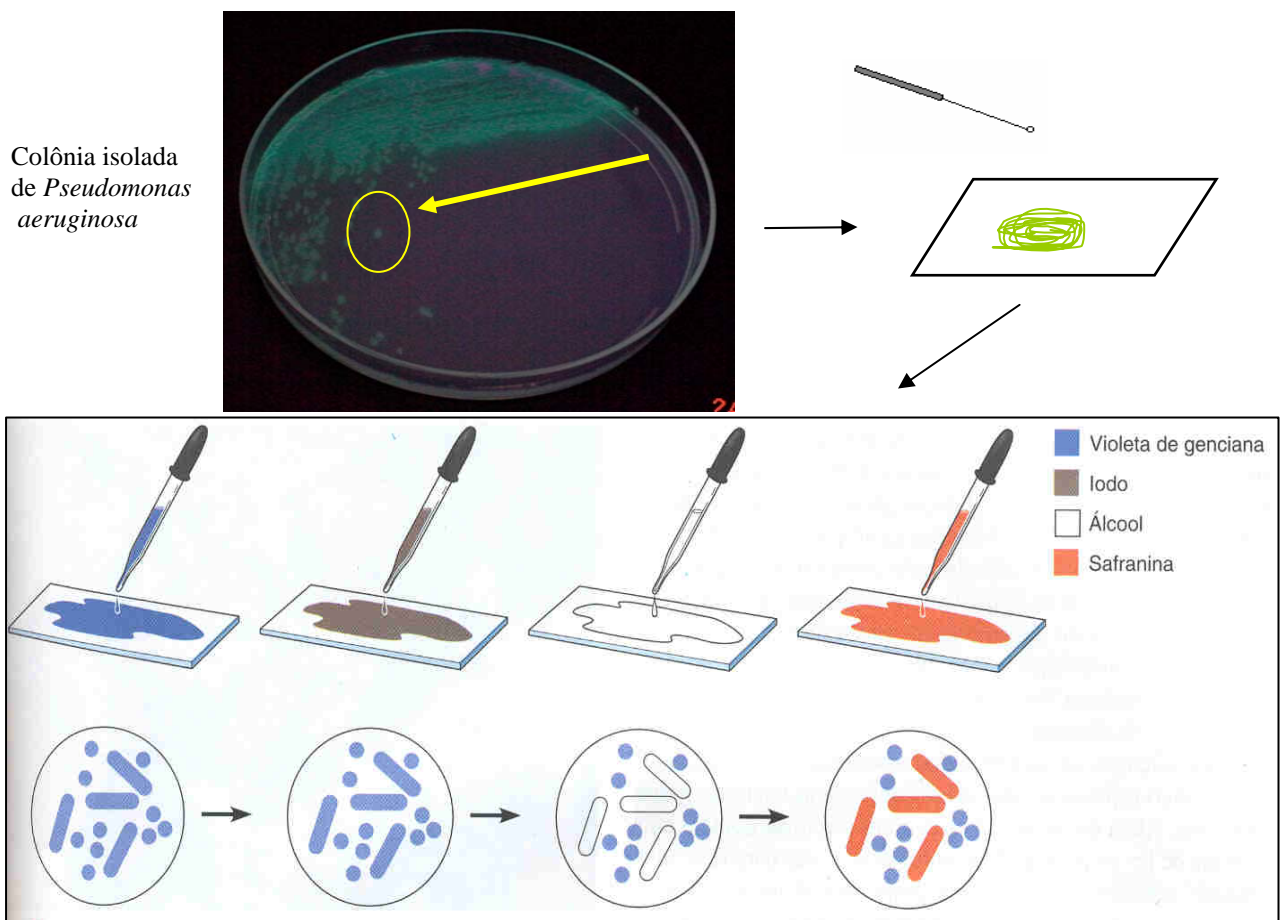 Colônia isolada
de Pseudomonas
aeruginosa
Violeta de genciana
Iodo
Álcool
Safranina